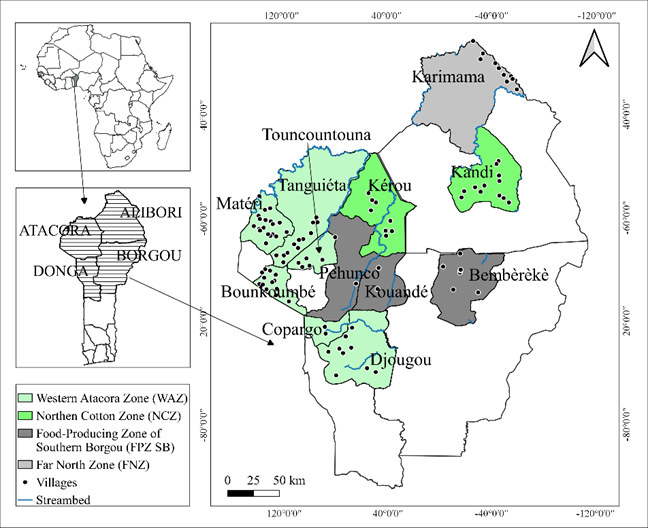 120°0'0" 40°0'0" -40°0'0" -120°0'0"
Karimama
40°0'0"
40°0'0"
Touncountouna
Kandi
Tanguiéta
Kérou
Matéri
ALIBORI
ATACORA
-60°0'0"
-60°0'0"
BORGOU
DONGA
Pehunco
Bembèrèkè
Bounkoumbé
Kouandé
20°0'0"
20°0'0"
Copargo
Djougou
Western Atacora Zone (WAZ)
Northen Cotton Zone (NCZ)
Food-Producing Zone of
Southern Borgou (FPZ SB)
Far North Zone (FNZ)
Villages
Streambed
-80°0'0"
-80°0'0"
0 25 50 km
120°0'0" 40°0'0" -40°0'0" -120°0'0"